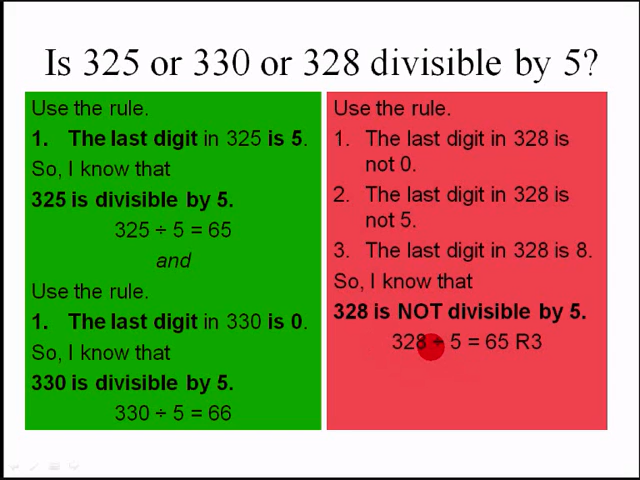 Is 325 or 330 or 328 divisible by 5?
Use the rule.
1. The last digit in 325 is 5.
So, I know that
325 is divisible by 5.
325 ÷ 5 = 65
and
Use the rule.
1. The last digit in 330 is 0.
So, I know that
330 is divisible by 5.
330 ÷ 5 = 66
Use the rule.
1. The last digit in 328 is
not 0.
2. The last digit in 328 is
not 5.
3. The last digit in 328 is 8.
So, I know that
328 is NOT divisible by 5.
328 ÷ 5 = 65 R3